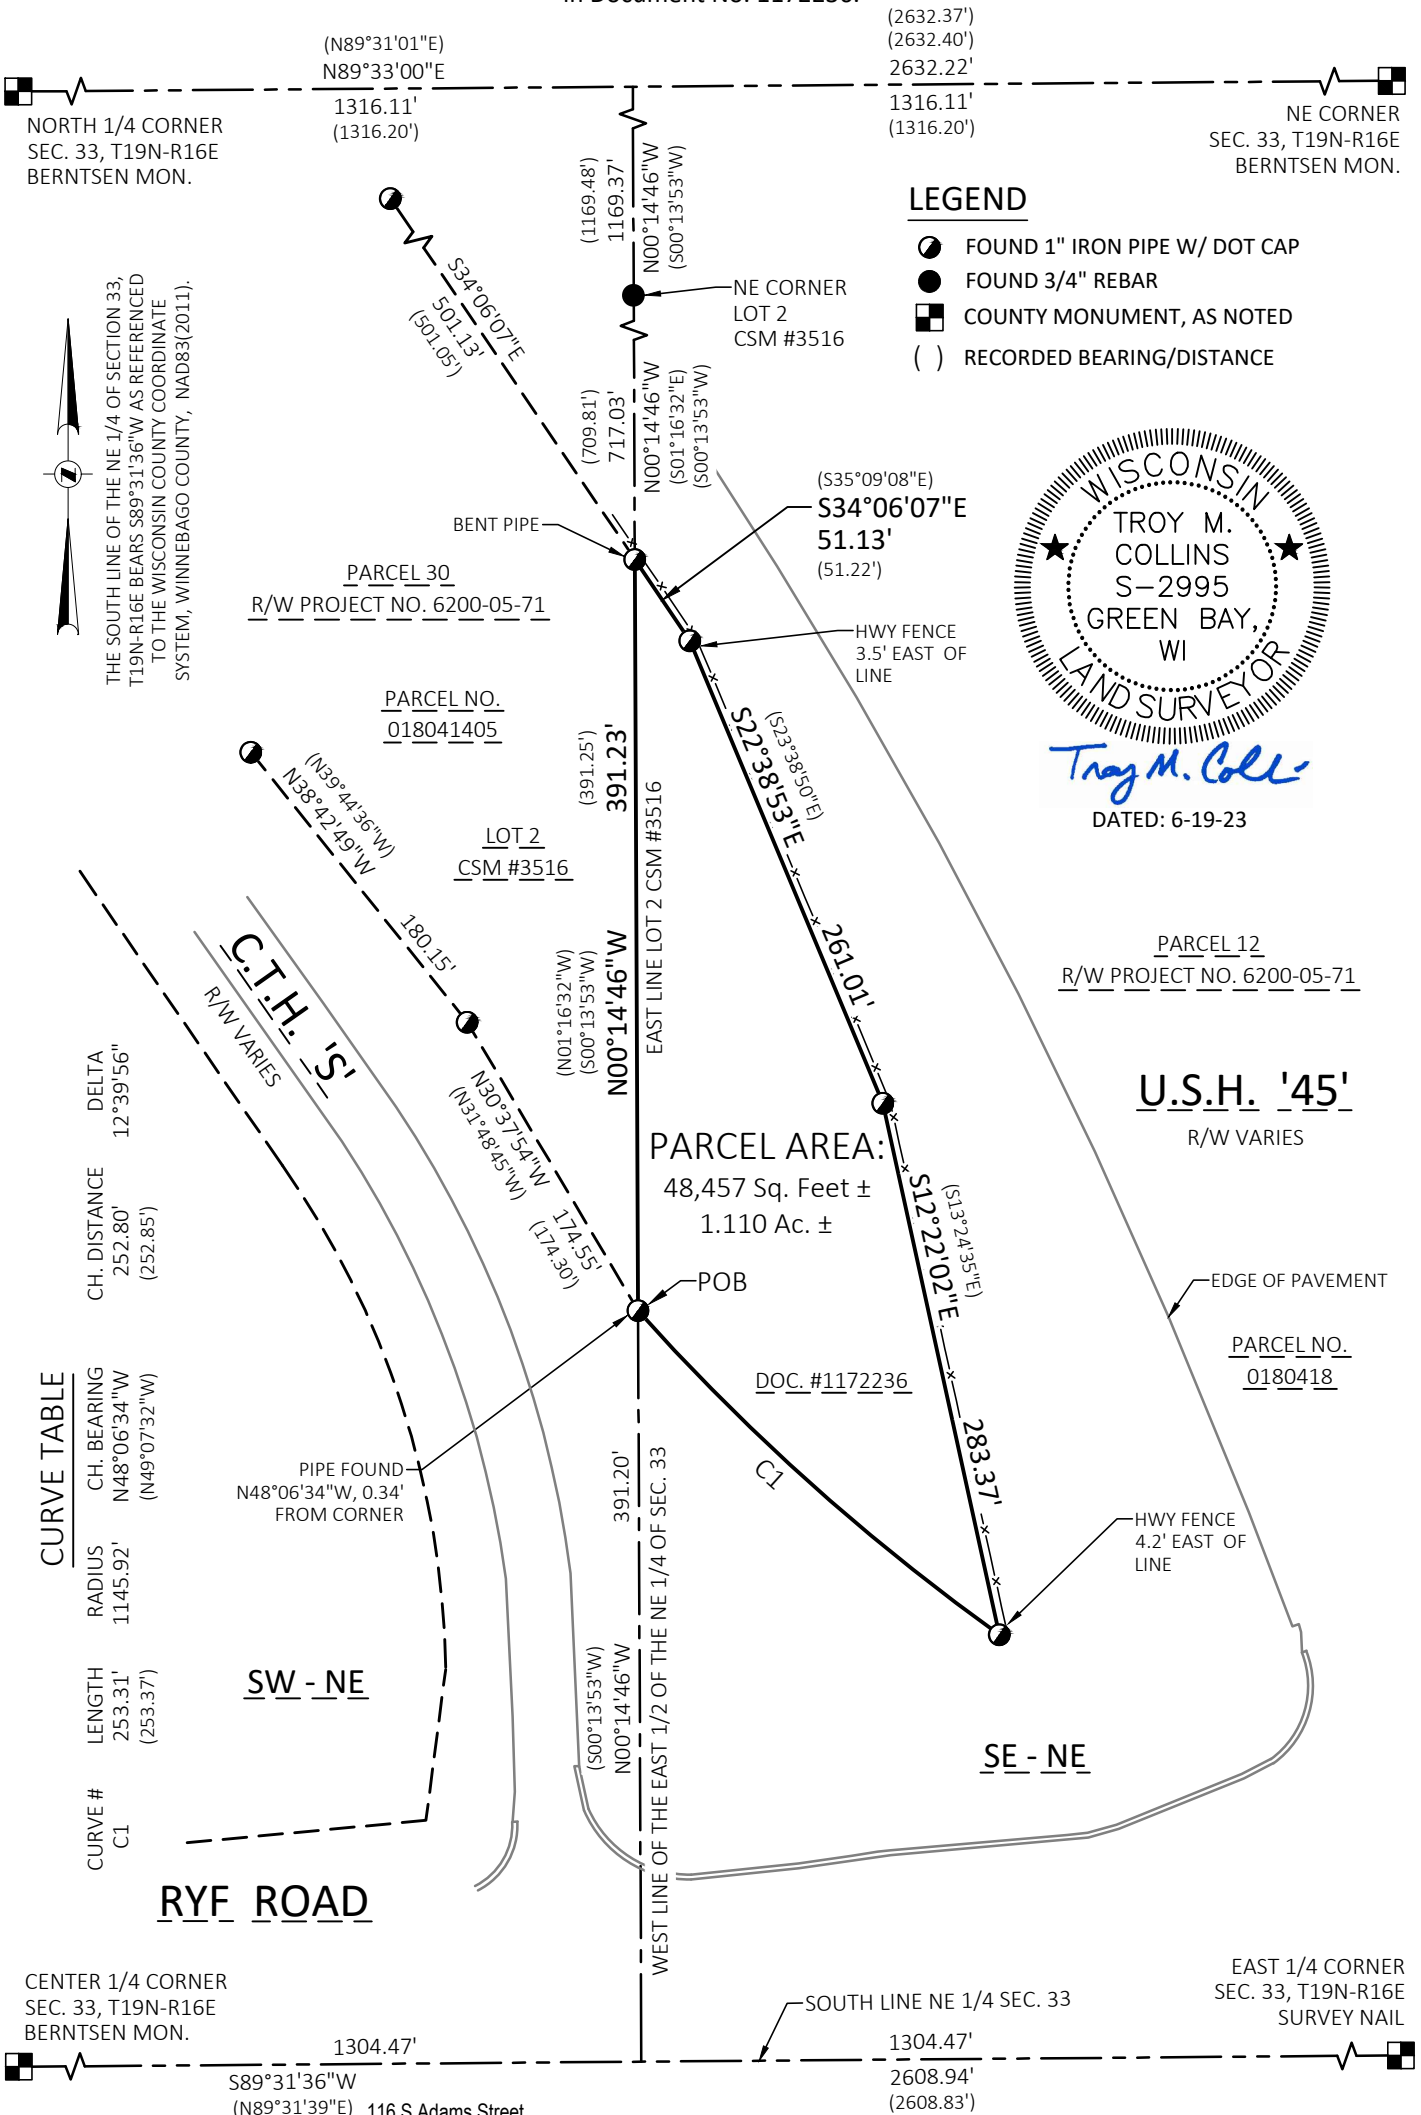 in Document No. 1172236.
(N89°31'01"E)
N89°33'00"E
1316.11'
(1316.20')
(2632.37')
(2632.40')
2632.22'
1316.11'
(1316.20')
NORTH 1/4 CORNER
SEC. 33, T19N-R16E
BERNTSEN MON.
NE CORNER
SEC. 33, T19N-R16E
BERNTSEN MON.
(1169.48')
1169.37'
N00°14'46"W
(S00°13'53"W)
LEGEND
FOUND 1" IRON PIPE W/ DOT CAP
FOUND 3/4" REBAR
COUNTY MONUMENT, AS NOTED
( ) RECORDED BEARING/DISTANCE
NE CORNER
LOT 2
CSM #3516
THE SOUTH LINE OF THE NE 1/4 OF SECTION 33,
T19N-R16E BEARS S89°31'36"W AS REFERENCED
TO THE WISCONSIN COUNTY COORDINATE
SYSTEM, WINNEBAGO COUNTY, NAD83(2011).
N
S34°06'07"E
501.13'
(501.05')
(709.81')
717.03'
N00°14'46"W
(S01°16'32"E)
(S00°13'53"W)
(S35°09'08"E)
S34°06'07"E
51.13'
(51.22')
BENT PIPE
WISCONSIN
TROY M.
COLLINS
S-2995
GREEN BAY,
WI
LAND SURVEYOR
Troy M. Coll
DATED: 6-19-23
PARCEL 30
R/W PROJECT NO. 6200-05-71
HWY FENCE
3.5' EAST OF
LINE
PARCEL NO.
018041405
(391.25')
391.23'
(S23°38'50"E)
S22°38'53"E
261.01'
(N39°44'36"W)
N38°42'49"W
180.15'
LOT 2
CSM #3516
EAST LINE LOT 2 CSM #3516
(N01°16'32"W)
(S00°13'53"W)
N00°14'46"W
C.T.H. 'S'
R/W VARIES
PARCEL 12
R/W PROJECT NO. 6200-05-71
U.S.H. '45'
R/W VARIES
N30°37'54"W
(N31°48'45"W)
174.55'
(174.30')
PARCEL AREA:
48,457 Sq. Feet ±
1.110 Ac. ±
(S13°24'35"E)
S12°22'02"E
283.37'
POB
EDGE OF PAVEMENT
PARCEL NO.
0180418
DOC. #1172236
C1
PIPE FOUND
N48°06'34"W, 0.34'
FROM CORNER
HWY FENCE
4.2' EAST OF
LINE
CURVE TABLE
CURVE # LENGTH RADIUS CH. BEARING CH. DISTANCE DELTA
C1 253.31' 1145.92' N48°06'34"W 252.80' 12°39'56"
(253.37') (N49°07'32"W) (252.85')
391.20'
(S00°13'53"W)
N00°14'46"W
WEST LINE OF THE EAST 1/2 OF THE NE 1/4 OF SEC. 33
SW - NE
SE - NE
RYF ROAD
CENTER 1/4 CORNER
SEC. 33, T19N-R16E
BERNTSEN MON.
EAST 1/4 CORNER
SEC. 33, T19N-R16E
SURVEY NAIL
SOUTH LINE NE 1/4 SEC. 33
1304.47'
1304.47'
S89°31'36"W
(N89°31'39"E)
2608.94'
(2608.83')
116 S Adams Street